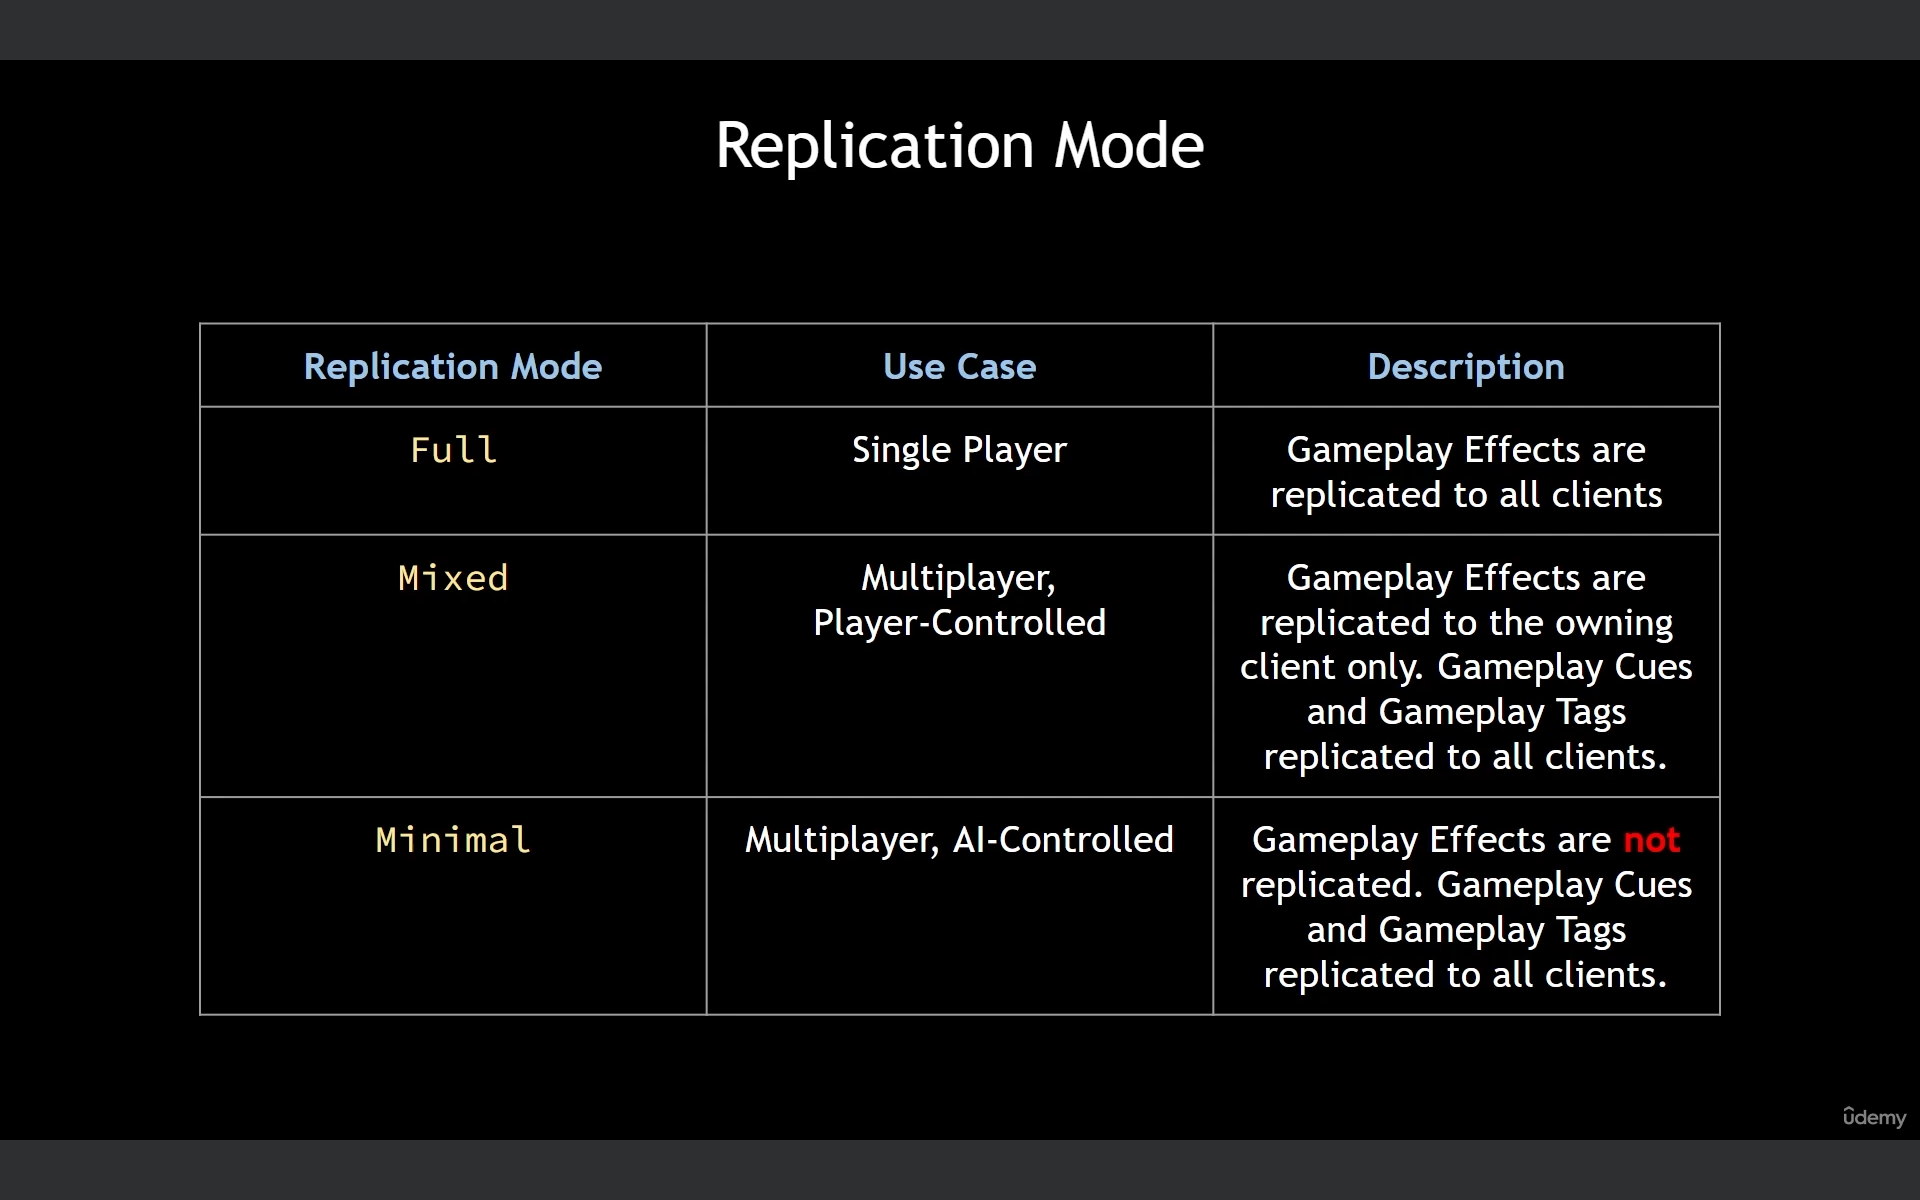 Replication Mode
Replication Mode
Use Case
Description
Full
Single Player
Gameplay Effects are
replicated to all clients
Mixed
Multiplayer,
Player-Controlled
Gameplay Effects are
replicated to the owning
client only. Gameplay Cues
and Gameplay Tags
replicated to all clients.
Minimal
Multiplayer, AI-Controlled
Gameplay Effects are not
replicated. Gameplay Cues
and Gameplay Tags
replicated to all clients.
ûdemy